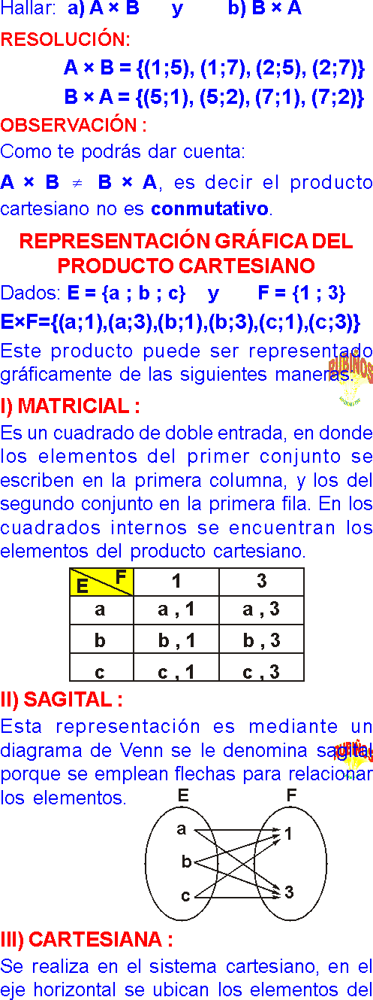 Hallar: a) A × B y b) B × A
RESOLUCIÓN:
A × B = {(1;5), (1;7), (2;5), (2;7)}
B × A = {(5;1), (5;2), (7;1), (7;2)}
OBSERVACIÓN :
Como te podrás dar cuenta:
A × B ≠ B × A, es decir el producto
cartesiano no es conmutativo.
REPRESENTACIÓN GRÁFICA DEL
PRODUCTO CARTESIANO
Dados: E = {a ; b ; c} y F = {1 ; 3}
E×F={(a;1),(a;3),(b;1),(b;3),(c;1),(c;3)}
Este producto puede ser representado
gráficamente de las siguientes maneras.
RUBIÑOS
I) MATRICIAL :
Es un cuadrado de doble entrada, en donde
los elementos del primer conjunto se
escriben en la primera columna, y los del
segundo conjunto en la primera fila. En los
cuadrados internos se encuentran los
elementos del producto cartesiano.
E F 1 3
a a , 1 a , 3
b b , 1 b , 3
c c , 1 c , 3
II) SAGITAL :
Esta representación es mediante un
diagrama de Venn se le denomina sagital
RUBIÑOS
porque se emplean flechas para relacionar
los elementos.
E F
a 1
b
c 3
III) CARTESIANA :
Se realiza en el sistema cartesiano, en el
eje horizontal se ubican los elementos del